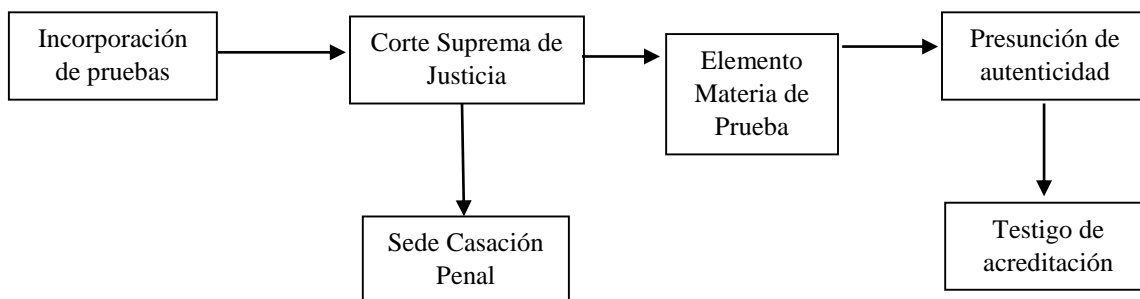 Incorporación
de pruebas
Corte Suprema de
Justicia
Elemento
Materia de
Prueba
Presunción de
autenticidad
Sede Casación
Penal
Testigo de
acreditación